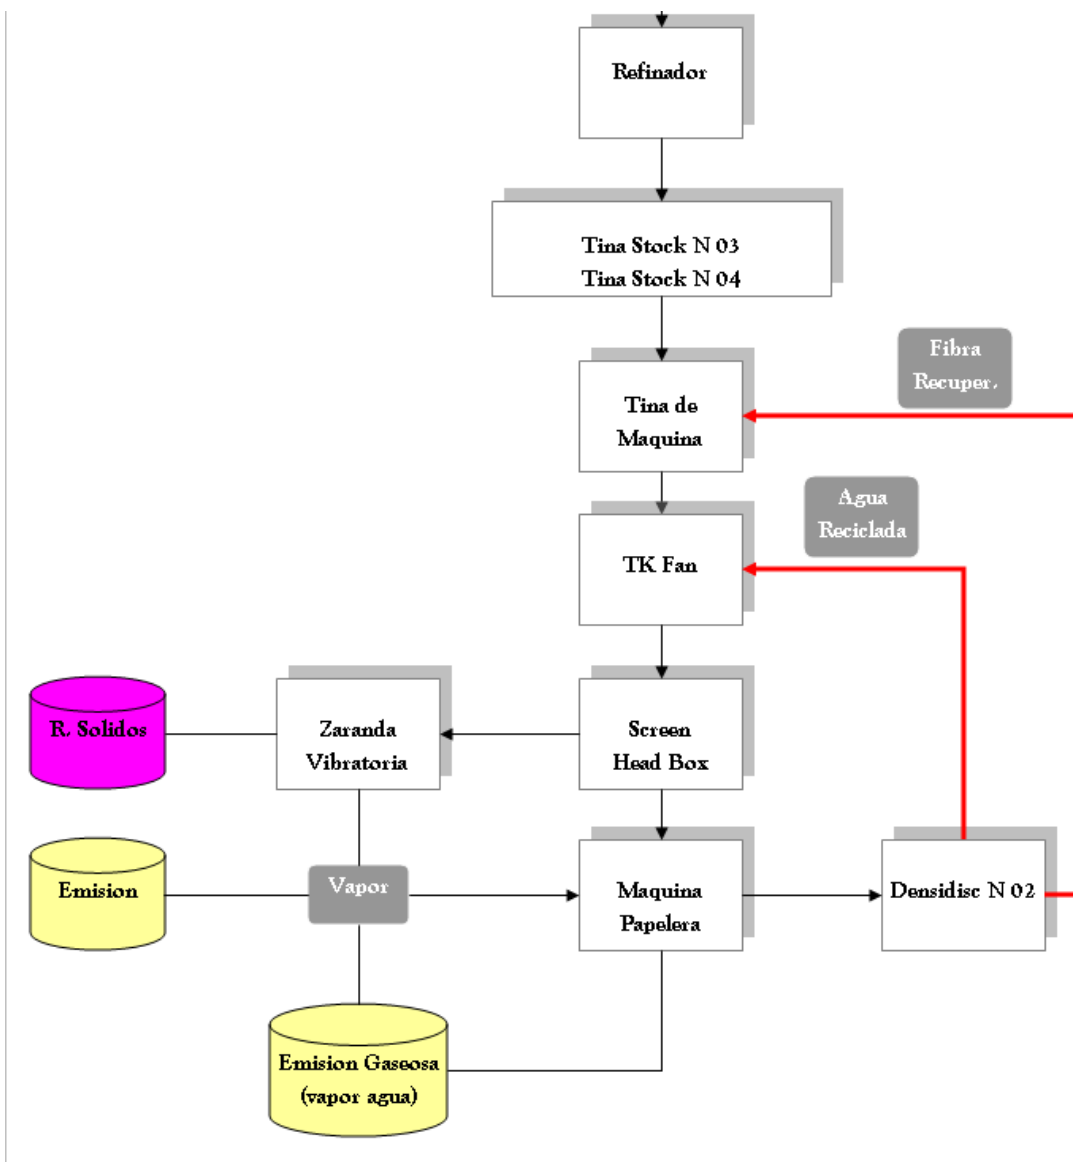 Refinador
Tina Stock N 03
Tina Stock N 04
Fibra
Recuper.
Tina de
Maquina
Agua
Reciclada
TK Fan
R. Solidos
Zaranda
Vibratoria
Screen
Head Box
Emision
Vapor
Maquina
Papelera
Densidisc N 02
Emision Gaseosa
(vapor agua)